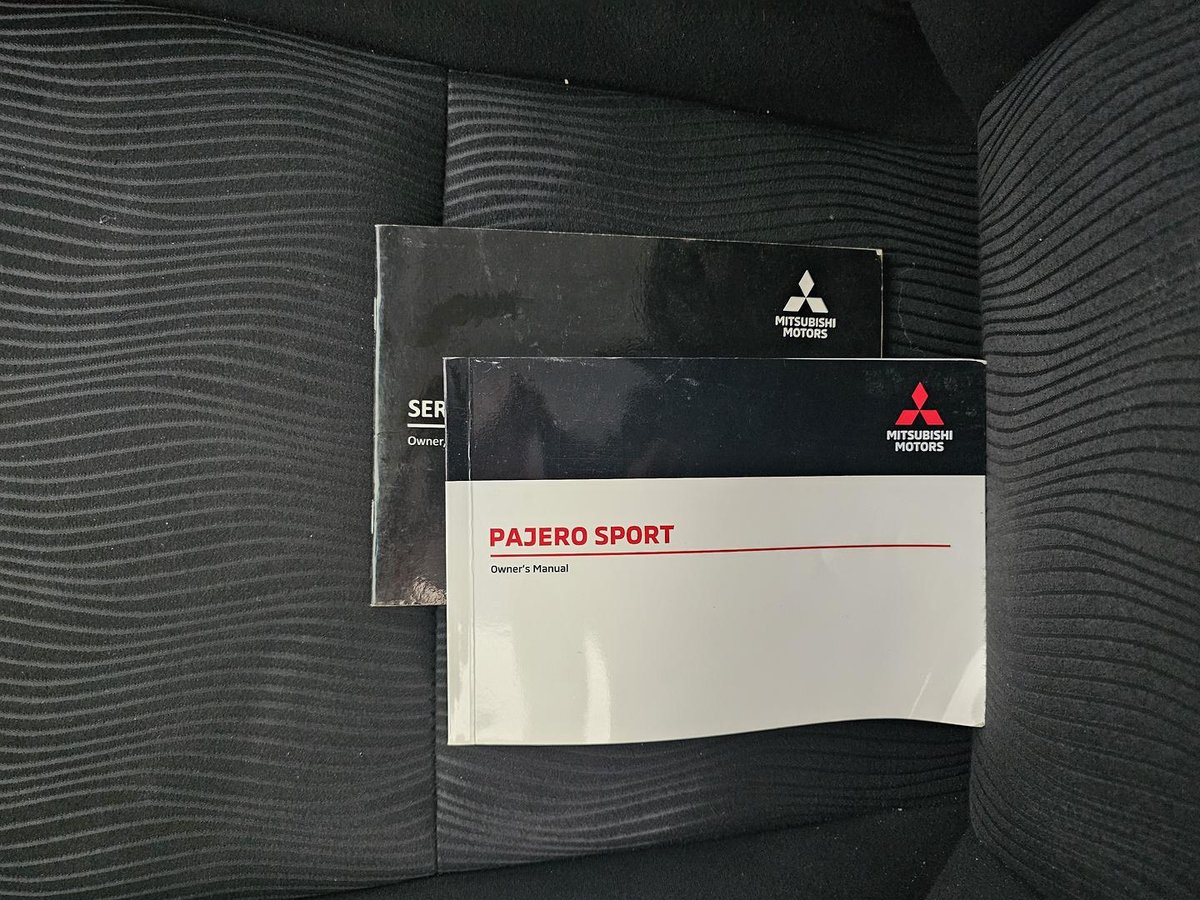 MITSUBISHI
MOTORS
SER
Owner,
MITSUBISHI
MOTORS
PAJERO SPORT
Owner's Manual